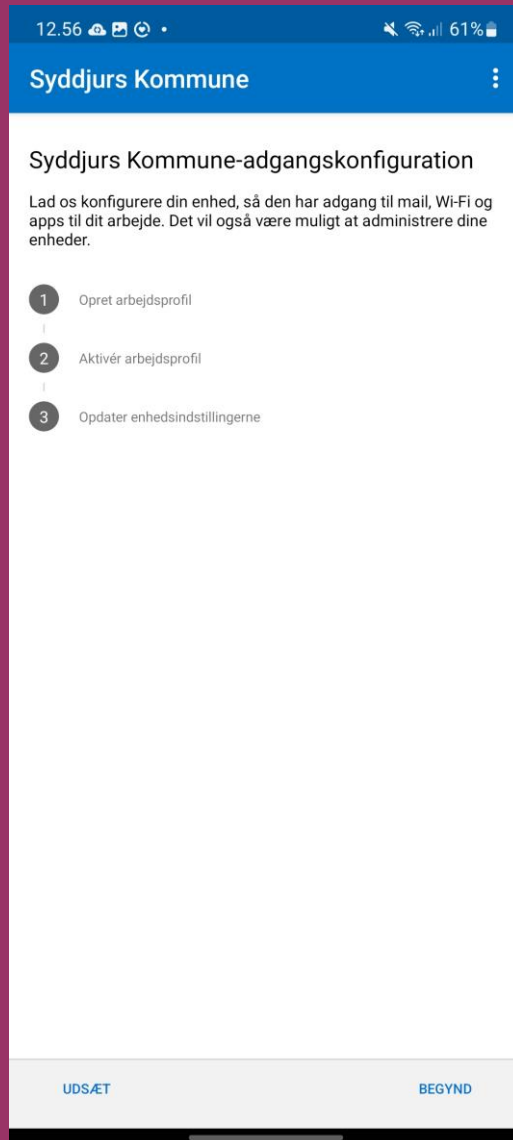 12.56 61%
Syddjurs Kommune
Syddjurs Kommune-adgangskonfiguration
Lad os konfigurere din enhed, så den har adgang til mail, Wi-Fi og
apps til dit arbejde. Det vil også være muligt at administrere dine
enheder.
1 Opret arbejdsprofil
2 Aktivér arbejdsprofil
3 Opdater enhedsindstillingerne
UDSÆT BEGYND